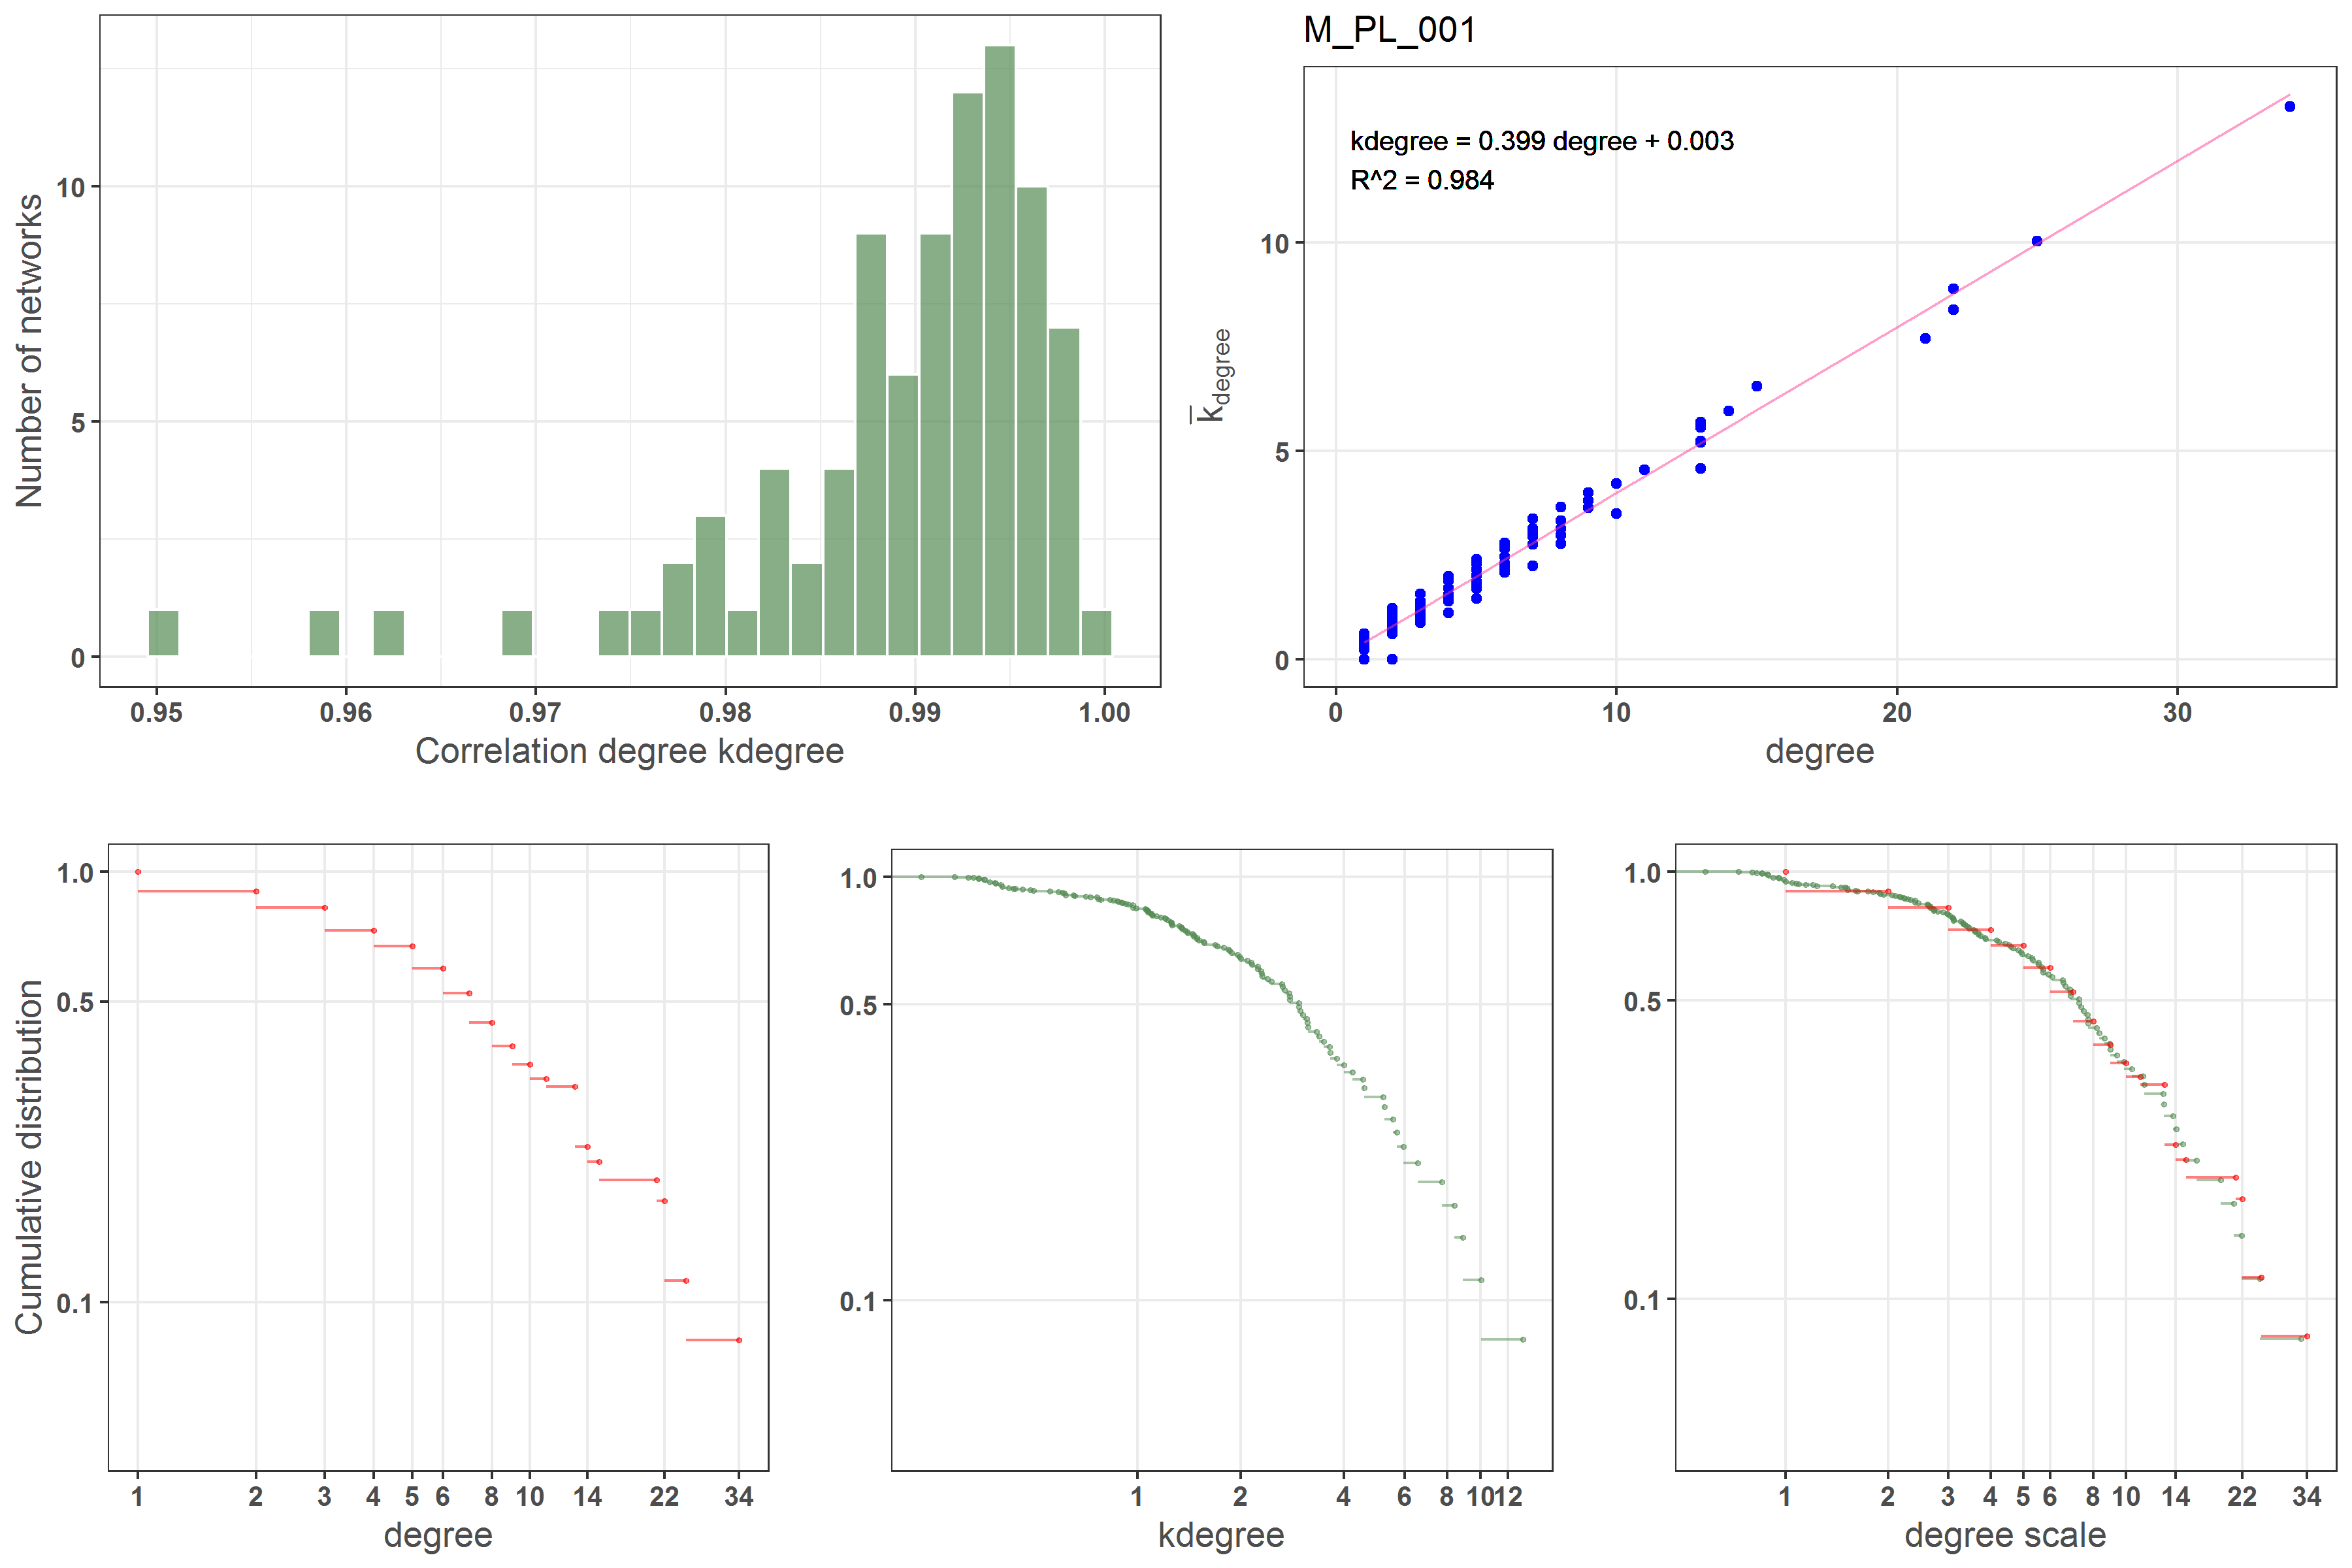 Number of networks
10
5
0
0.95 0.96 0.97 0.98 0.99 1.00
Correlation degree kdegree
M_PL_001
kdegree = 0.399 degree + 0.003
R^2 = 0.984
k̅degree
10
5
0
0 10 20 30
degree
Cumulative distribution
1.0
0.5
0.1
1 2 3 4 5 6 8 10 14 22 34
degree
1.0
0.5
0.1
1 2 4 6 8 10 12
kdegree
1.0
0.5
0.1
1 2 3 4 5 6 8 10 14 22 34
degree scale